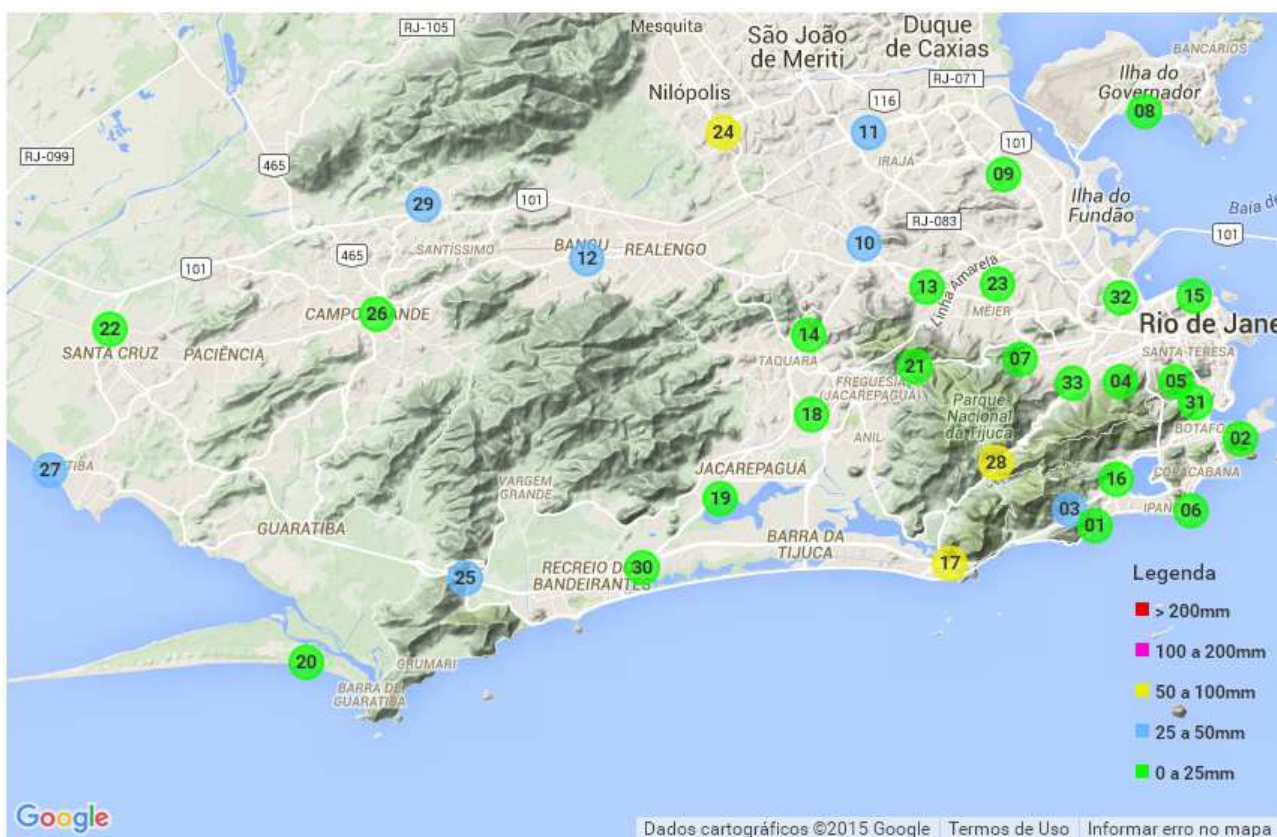 RJ-105
Mesquita
São João
de Meriti
Duque
de Caxias
BANCÁRIOS
Ilha do
Governador
RJ-071
Nilópolis
116
08
24
11
101
RJ-099
465
IRAJÁ
09
Ilha do
Fundão
29
101
RJ-083
Baía de
101
SANTÍSSIMO
BANGU
REALENGO
10
465
12
101
Linha Amarela
13
23
MEIER
32
15
22
CAMPO GRANDE
26
14
Rio de Jane
SANTA CRUZ
PACIÊNCIA
TAQUARA
07
SANTA TERESA
21
FREGUESIA
(JACAREPAGUÁ)
33
04
05
31
Parque
Nacional
da Tijuca
18
ANIL
BOTAFO
02
27
TIBA
28
JACAREPAGUÁ
COPACABANA
VARGEM
GRANDE
16
19
03
IPAN
06
01
GUARATIBA
BARRA DA
TIJUCA
17
25
RECREIO DOS
BANDEIRANTES
30
20
GRUMARI
BARRA DE
GUARATIBA
Legenda
> 200mm
100 a 200mm
50 a 100mm
25 a 50mm
0 a 25mm
Google
Dados cartográficos ©2015 Google
Termos de Uso
Informar erro no mapa